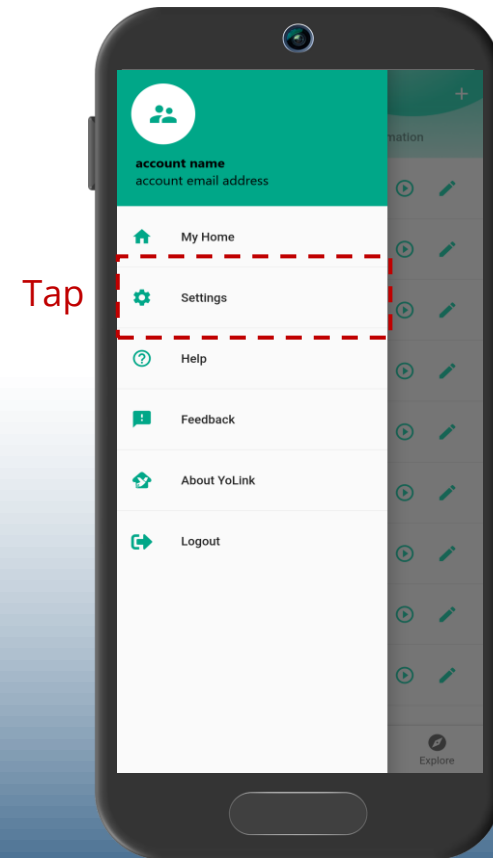 account name
account email address
mation
My Home
Tap
Settings
Help
Feedback
About YoLink
Logout
Explore